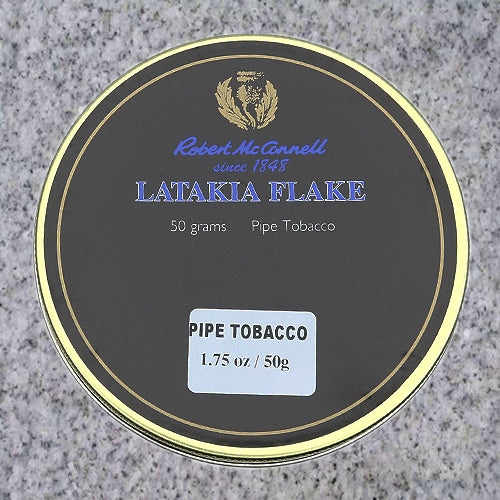 Robert McConnell
since 1848
LATAKIA FLAKE
50 grams Pipe Tobacco
PIPE TOBACCO
1.75 oz / 50g